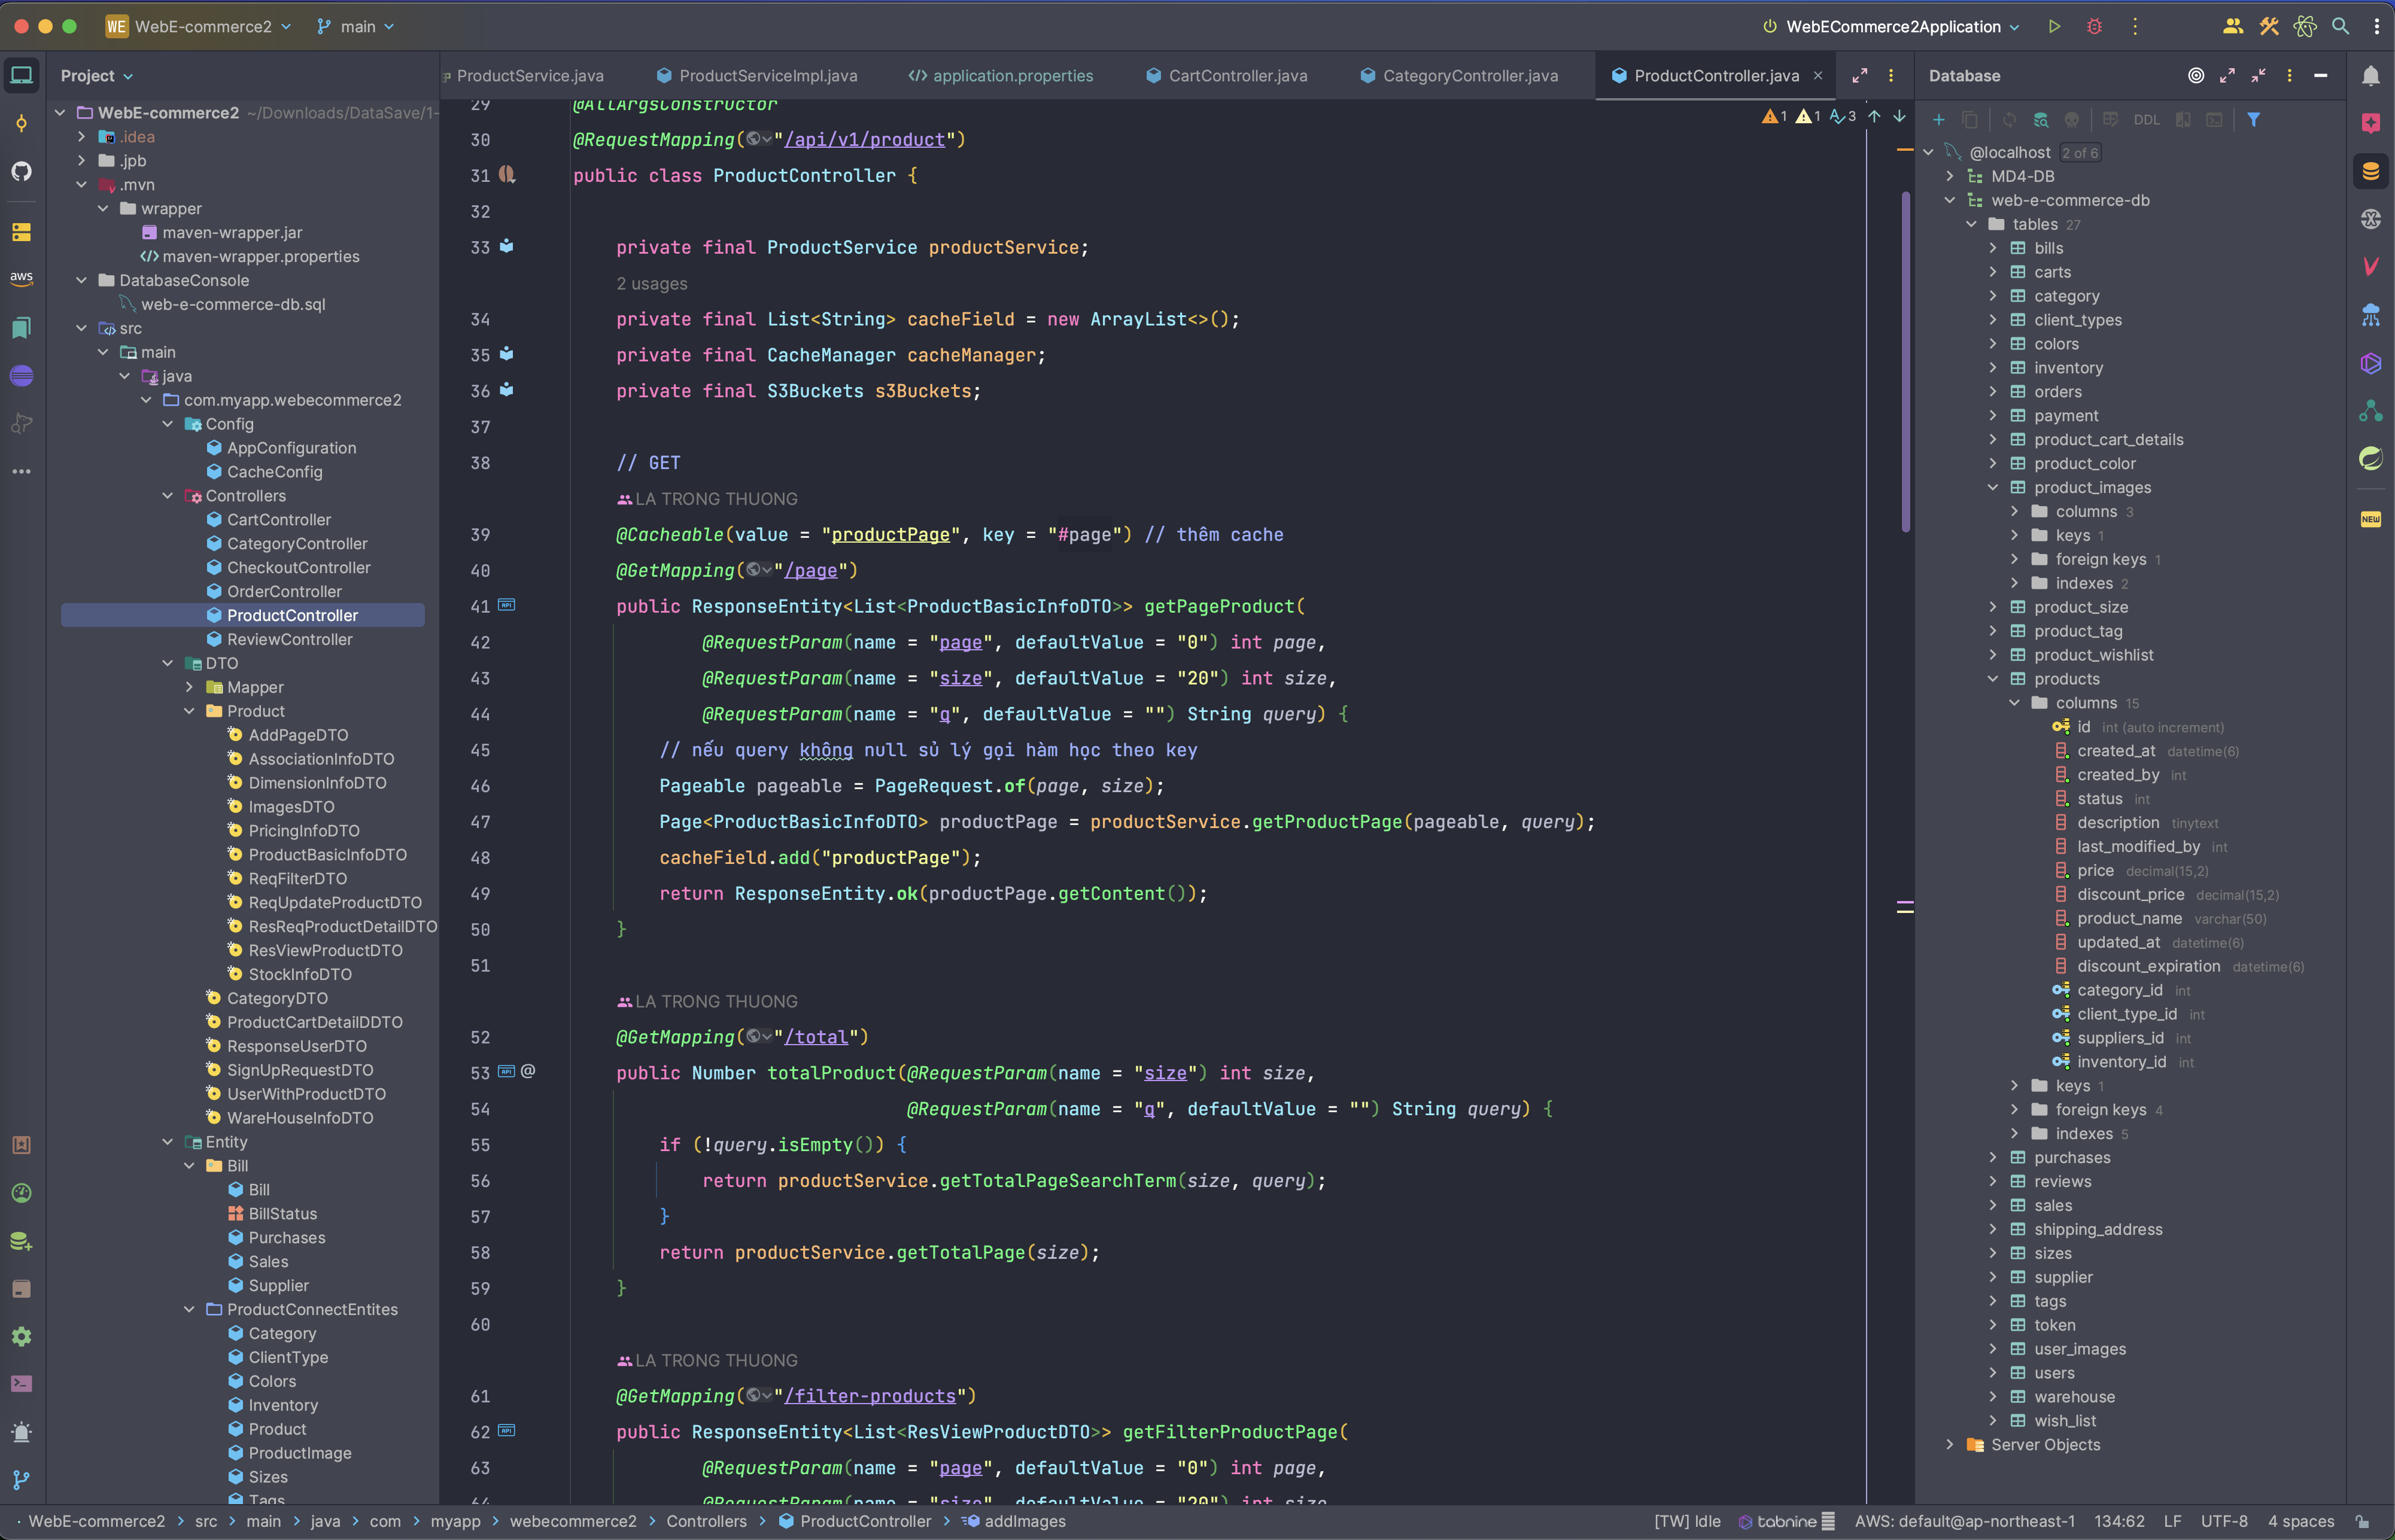 WE WebE-commerce2 main WebECommerce2Application
Project
WebE-commerce2 ~/Downloads/DataSave/1-
.idea
.jpb
.mvn
wrapper
maven-wrapper.jar
maven-wrapper.properties
DatabaseConsole
web-e-commerce-db.sql
src
main
java
com.myapp.webecommerce2
Config
AppConfiguration
CacheConfig
Controllers
CartController
CategoryController
CheckoutController
OrderController
ProductController
ReviewController
DTO
Mapper
Product
AddPageDTO
AssociationInfoDTO
DimensionInfoDTO
ImagesDTO
PricingInfoDTO
ProductBasicInfoDTO
ReqFilterDTO
ReqUpdateProductDTO
ResReqProductDetailDTO
ResViewProductDTO
StockInfoDTO
CategoryDTO
ProductCartDetailDDTO
ResponseUserDTO
SignUpRequestDTO
UserWithProductDTO
WareHouseInfoDTO
Entity
Bill
Bill
BillStatus
Purchases
Sales
Supplier
ProductConnectEntites
Category
ClientType
Colors
Inventory
Product
ProductImage
Sizes
Tags
aws
ProductService.java ProductServiceImpl.java application.properties CartController.java CategoryController.java ProductController.java
1 1 3
29 @AllArgsConstructor
30 @RequestMapping("/api/v1/product")
31 public class ProductController {
32
33 private final ProductService productService;
2 usages
34 private final List<String> cacheField = new ArrayList<>();
35 private final CacheManager cacheManager;
36 private final S3Buckets s3Buckets;
37
38 // GET
LA TRONG THUONG
39 @Cacheable(value = "productPage", key = "#page") // thêm cache
40 @GetMapping("/page")
41 public ResponseEntity<List<ProductBasicInfoDTO>> getPageProduct(
42 @RequestParam(name = "page", defaultValue = "0") int page,
43 @RequestParam(name = "size", defaultValue = "20") int size,
44 @RequestParam(name = "q", defaultValue = "") String query) {
45 // nếu query không null sủ lý gọi hàm học theo key
46 Pageable pageable = PageRequest.of(page, size);
47 Page<ProductBasicInfoDTO> productPage = productService.getProductPage(pageable, query);
48 cacheField.add("productPage");
49 return ResponseEntity.ok(productPage.getContent());
50 }
51
LA TRONG THUONG
52 @GetMapping("/total")
53 public Number totalProduct(@RequestParam(name = "size") int size,
54 @RequestParam(name = "q", defaultValue = "") String query) {
55 if (!query.isEmpty()) {
56 return productService.getTotalPageSearchTerm(size, query);
57 }
58 return productService.getTotalPage(size);
59 }
60
LA TRONG THUONG
61 @GetMapping("/filter-products")
62 public ResponseEntity<List<ResViewProductDTO>> getFilterProductPage(
63 @RequestParam(name = "page", defaultValue = "0") int page,
64 @RequestParam(name = "size", defaultValue = "20") int size
Database
DDL
@localhost 2 of 6
MD4-DB
web-e-commerce-db
tables 27
bills
carts
category
client_types
colors
inventory
orders
payment
product_cart_details
product_color
product_images
columns 3
keys 1
foreign keys 1
indexes 2
product_size
product_tag
product_wishlist
products
columns 15
id int (auto increment)
created_at datetime(6)
created_by int
status int
description tinytext
last_modified_by int
price decimal(15,2)
discount_price decimal(15,2)
product_name varchar(50)
updated_at datetime(6)
discount_expiration datetime(6)
category_id int
client_type_id int
suppliers_id int
inventory_id int
keys 1
foreign keys 4
indexes 5
purchases
reviews
sales
shipping_address
sizes
supplier
tags
token
user_images
users
warehouse
wish_list
Server Objects
NEW
WebE-commerce2 > src > main > java > com > myapp > webecommerce2 > Controllers > ProductController > addImages
[TW] Idle tabnine AWS: default@ap-northeast-1 134:62 LF UTF-8 4 spaces